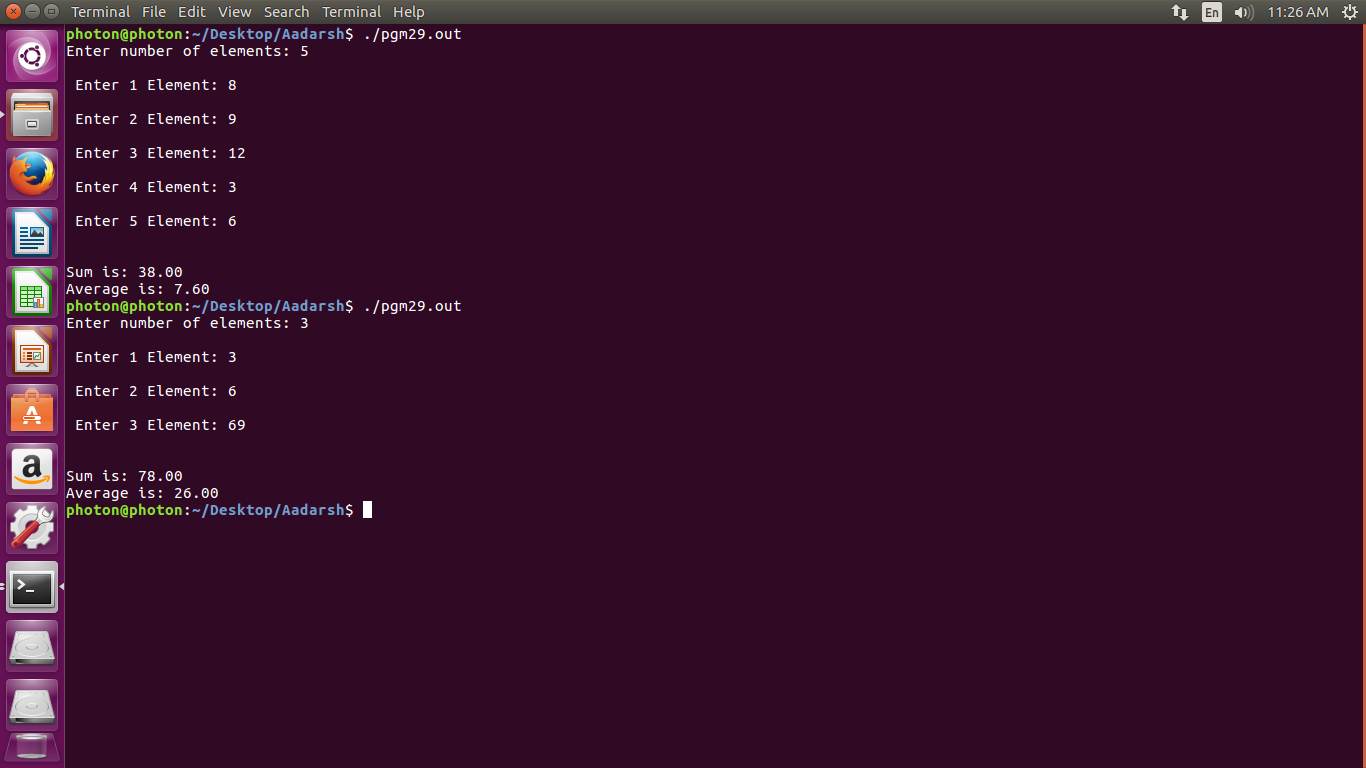 Terminal File Edit View Search Terminal Help En 11:26 AM
photon@photon:~/Desktop/Aadarsh$ ./pgm29.out
Enter number of elements: 5
Enter 1 Element: 8
Enter 2 Element: 9
Enter 3 Element: 12
Enter 4 Element: 3
Enter 5 Element: 6
Sum is: 38.00
Average is: 7.60
photon@photon:~/Desktop/Aadarsh$ ./pgm29.out
Enter number of elements: 3
Enter 1 Element: 3
Enter 2 Element: 6
Enter 3 Element: 69
Sum is: 78.00
Average is: 26.00
photon@photon:~/Desktop/Aadarsh$